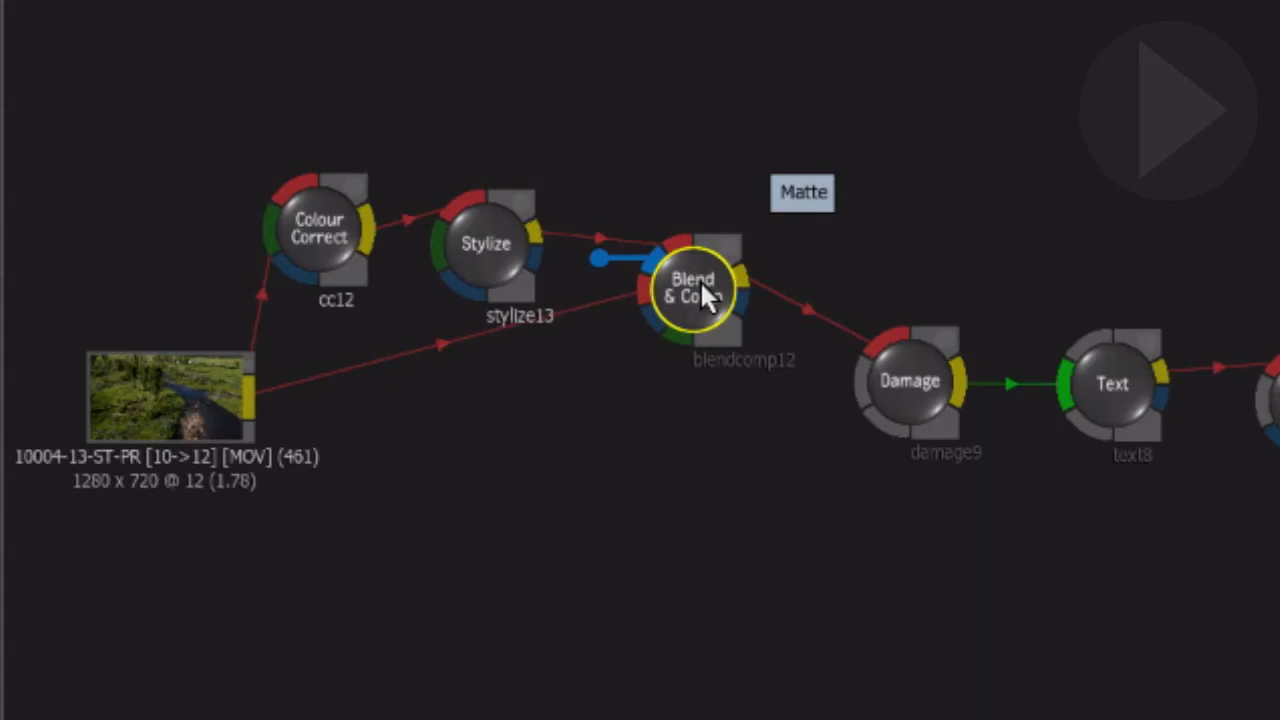 Matte
Colour
Correct
Stylize
cc12
stylize13
Blend
& Co
blendcomp12
Damage
Text
damage9
text8
10004-13-ST-PR [10->12] [MOV] (461)
1280 x 720 @ 12 (1.78)